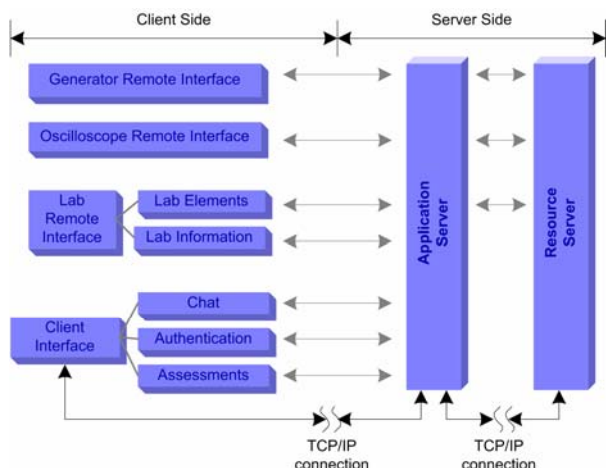 Client Side
Server Side
Generator Remote Interface
Oscilloscope Remote Interface
Lab
Remote
Interface
Lab Elements
Lab Information
Client
Interface
Chat
Authentication
Assessments
Application
Server
Resource
Server
TCP/IP
connection
TCP/IP
connection